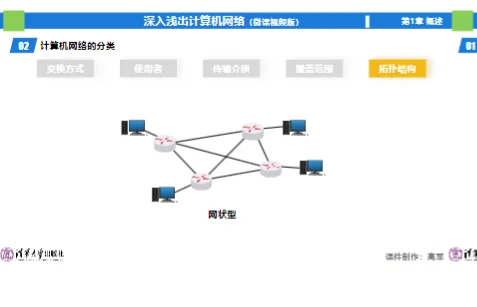 深入浅出计算机网络（微课视频版）
第1章 概述
02 计算机网络的分类
01
交换方式
使用者
传输介质
覆盖范围
拓扑结构
网状型
清华大学出版社
课件制作：高军
清华